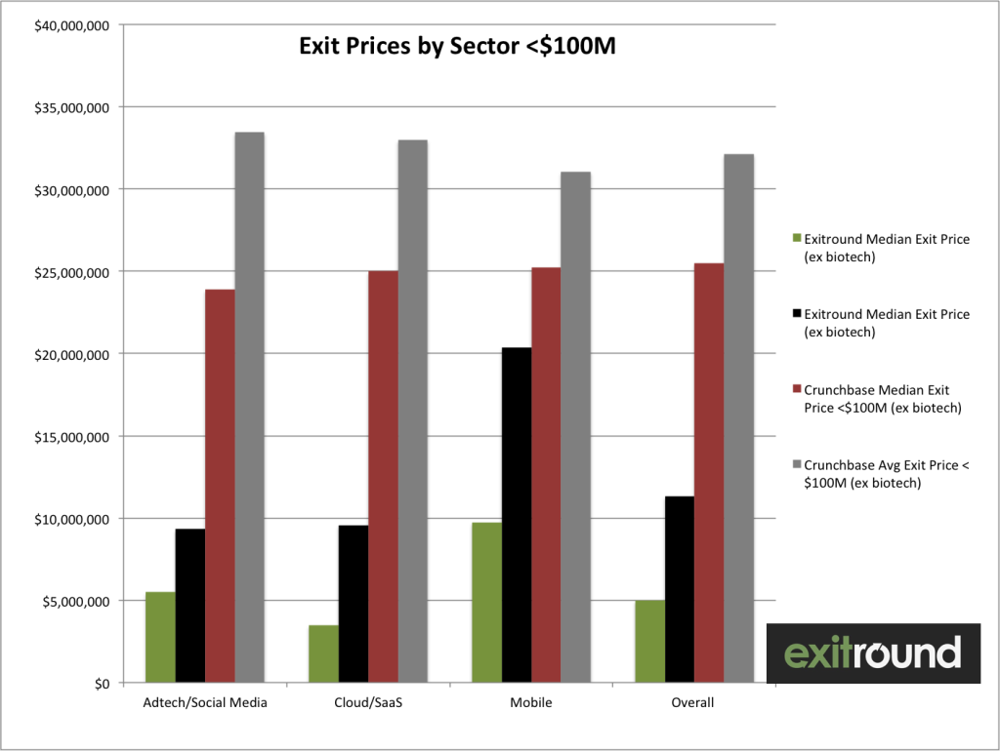 Exit Prices by Sector <$100M
$40,000,000
$35,000,000
$30,000,000
$25,000,000
$20,000,000
$15,000,000
$10,000,000
$5,000,000
$0
Adtech/Social Media
Cloud/SaaS
Mobile
Overall
Exitround Median Exit Price
(ex biotech)
Exitround Median Exit Price
(ex biotech)
Crunchbase Median Exit
Price <$100M (ex biotech)
Crunchbase Avg Exit Price <
$100M (ex biotech)
exitround